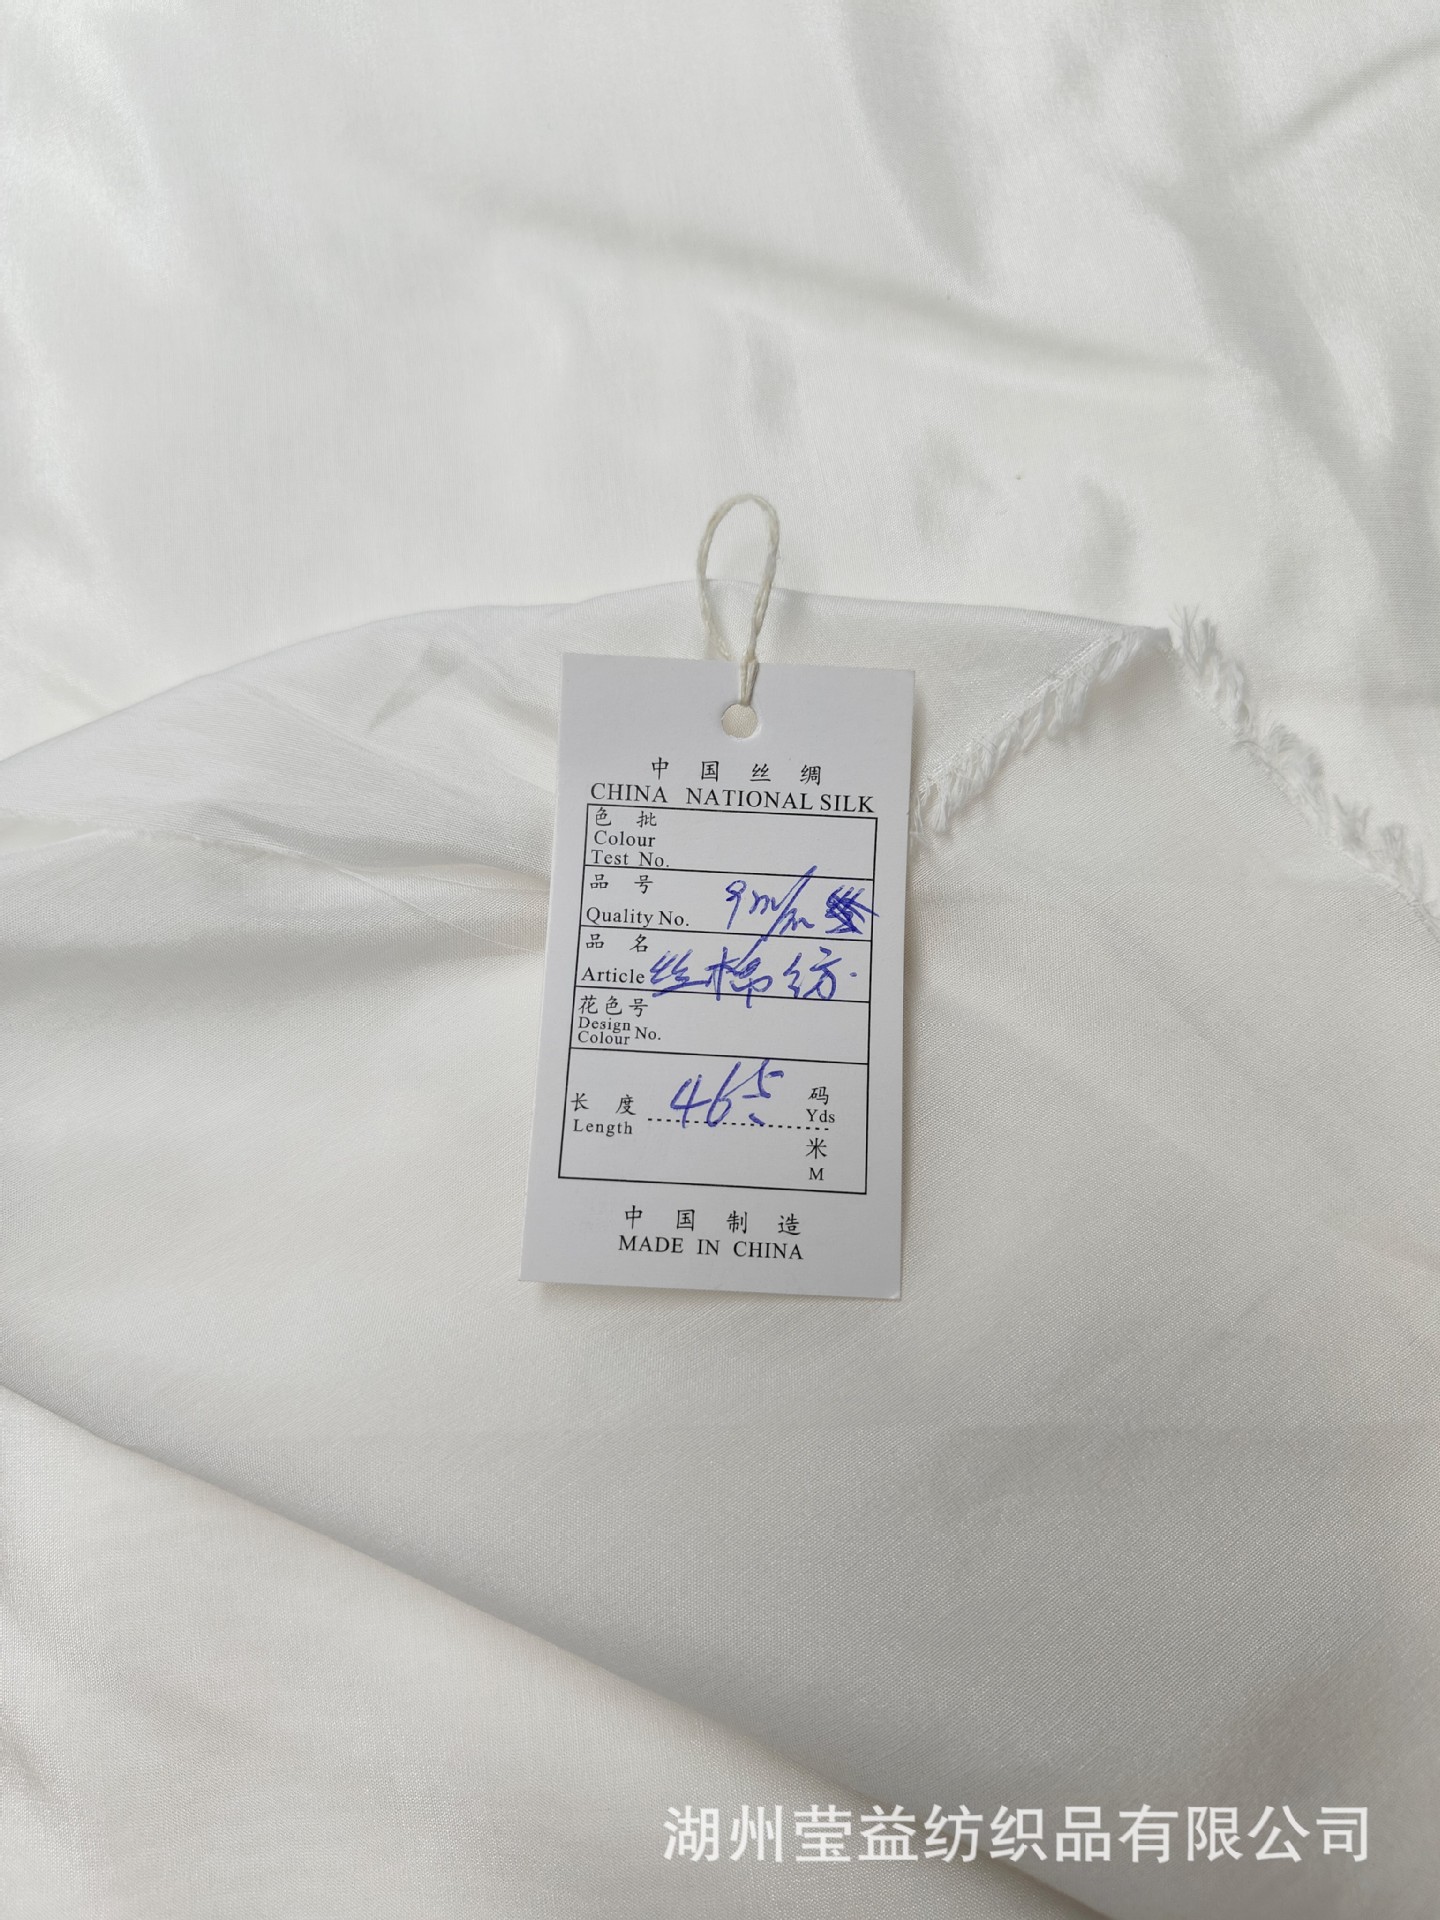 中国丝绸
CHINA NATIONAL SILK
色批
Colour
Test No.
品号
Quality No. 9m/m
品名
Article 丝棉纺
花色号
Design
Colour No.
长度 465 码
Length Yds
米
M
中国制造
MADE IN CHINA
湖州莹益纺织品有限公司